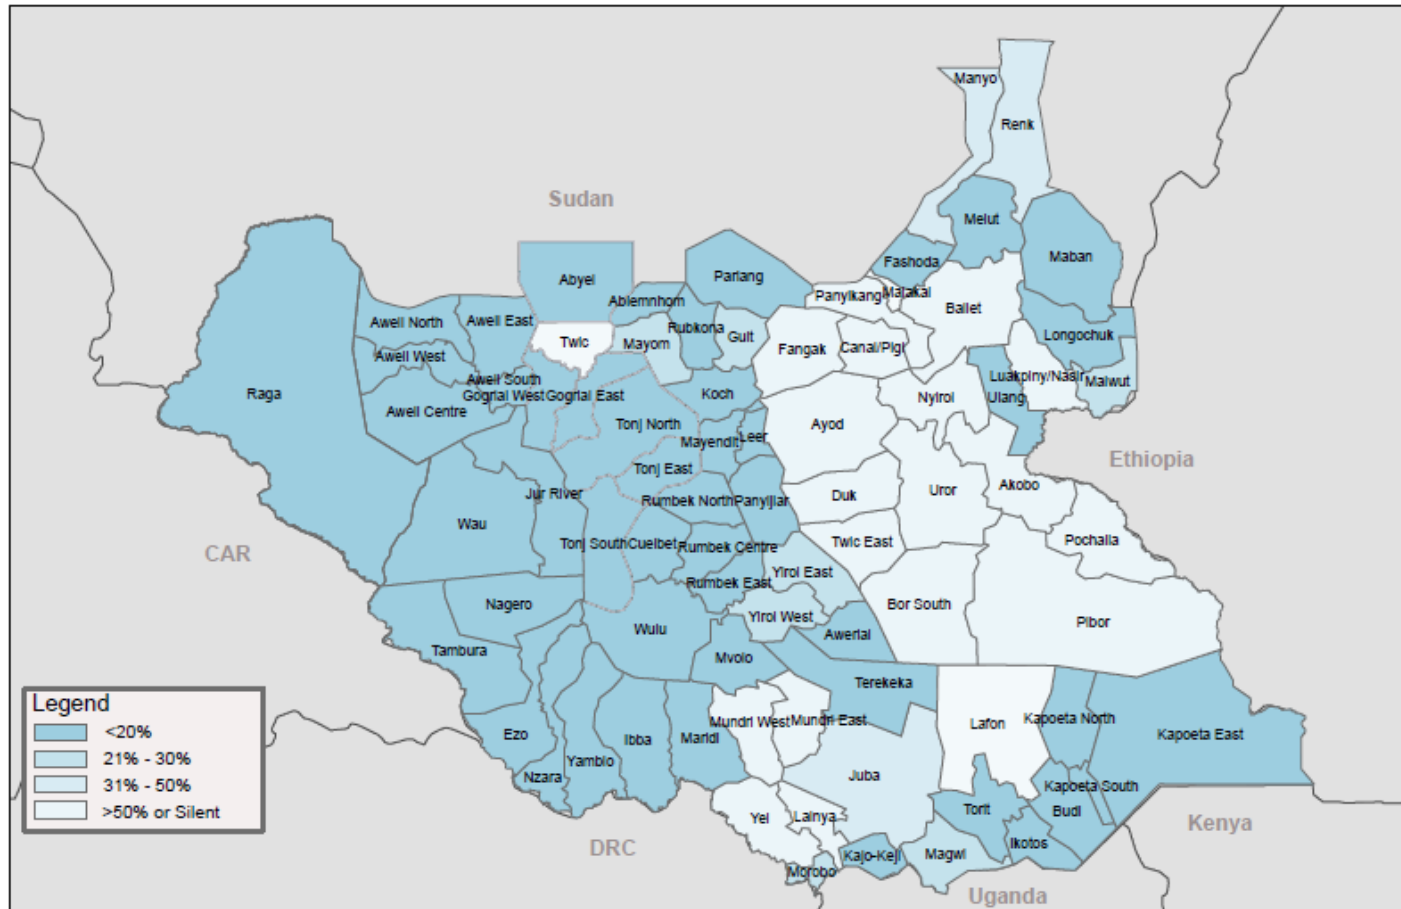 Manyo
Renk
Sudan
Melut
Maban
Fashoda
Abyei
Pariang
Panyikang
Malakal
Abiemnhom
Baliet
Aweil North
Aweil East
Rubkona
Guit
Twic
Mayom
Fangak
Canal/Pigi
Longochuk
Aweil West
Luakpiny/Nasir
Maiwut
Aweil South
Raga
Gogrial West
Gogrial East
Koch
Nyirol
Ulang
Aweil Centre
Tonj North
Ayod
Mayendit
Leer
Ethiopia
Tonj East
Akobo
Jur River
Rumbek North
Panyijiar
Duk
Uror
Wau
CAR
Tonj South
Cueibet
Rumbek Centre
Twic East
Pochalla
Yirol East
Rumbek East
Nagero
Bor South
Yirol West
Pibor
Wulu
Awerial
Tambura
Mvolo
Terekeka
Legend
<20%
21% - 30%
31% - 50%
>50% or Silent
Mundri West
Mundri East
Lafon
Kapoeta North
Kapoeta East
Ezo
Ibba
Maridi
Yambio
Nzara
Juba
Kapoeta South
Torit
Budi
Yei
Lainya
Kenya
DRC
Kajo-Keji
Magwi
Ikotos
Morobo
Uganda